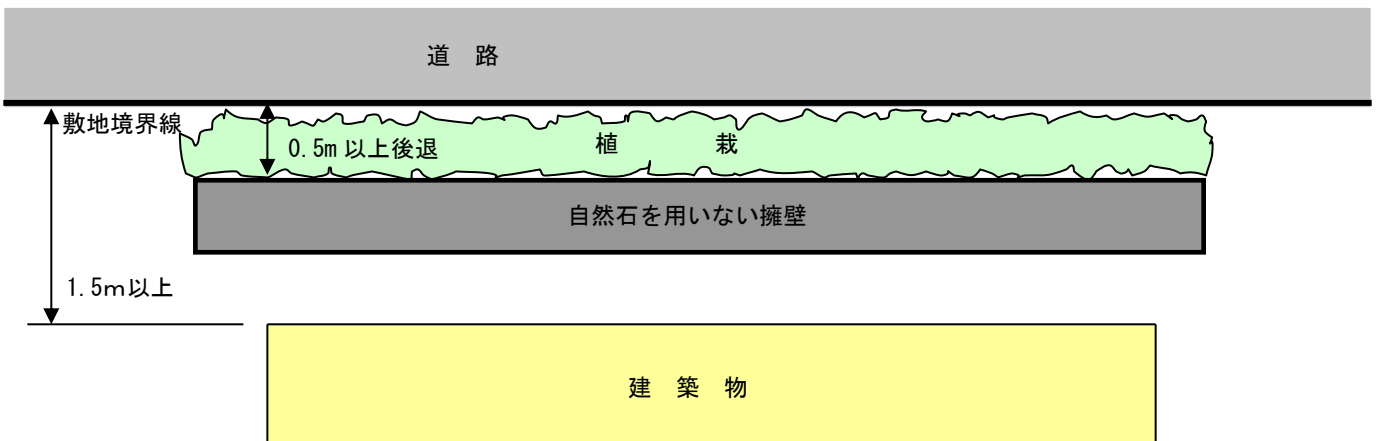 道 路
敷地境界線
0.5m 以上後退
植 栽
自然石を用いない擁壁
1.5m以上
建 築 物